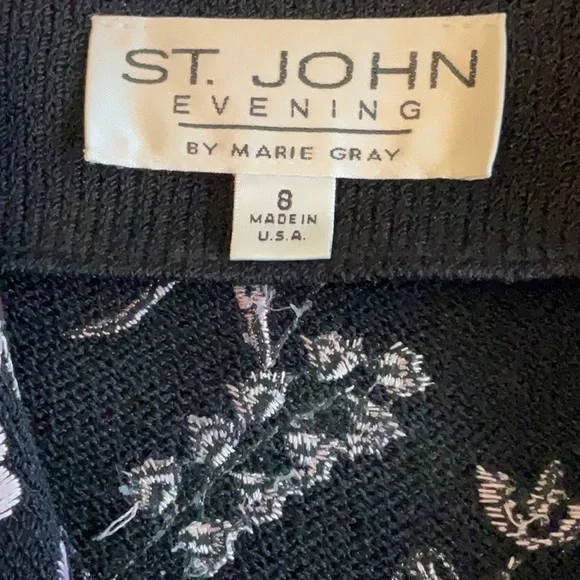 ST. JOHN
EVENING
BY MARIE GRAY
8
MADE IN
U.S.A.